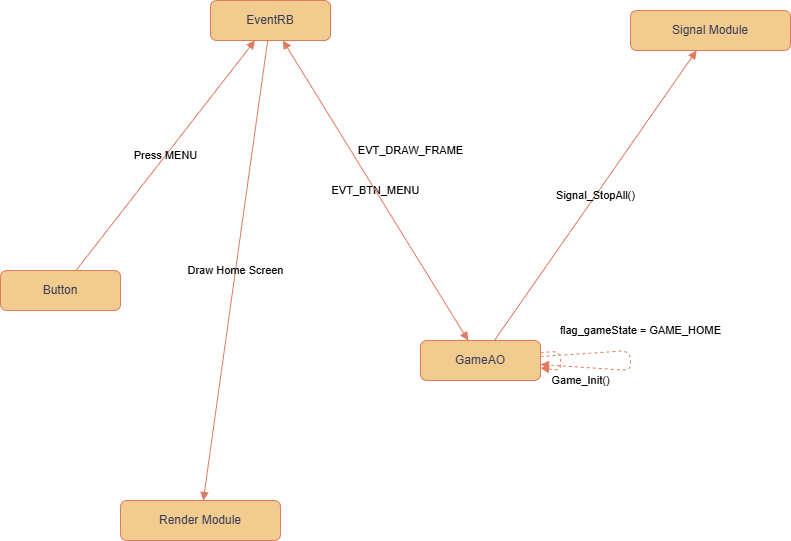 EventRB
Signal Module
Press MENU
EVT_DRAW_FRAME
EVT_BTN_MENU
Signal_StopAll()
Draw Home Screen
Button
flag_gameState = GAME_HOME
GameAO
Game_Init()
Render Module